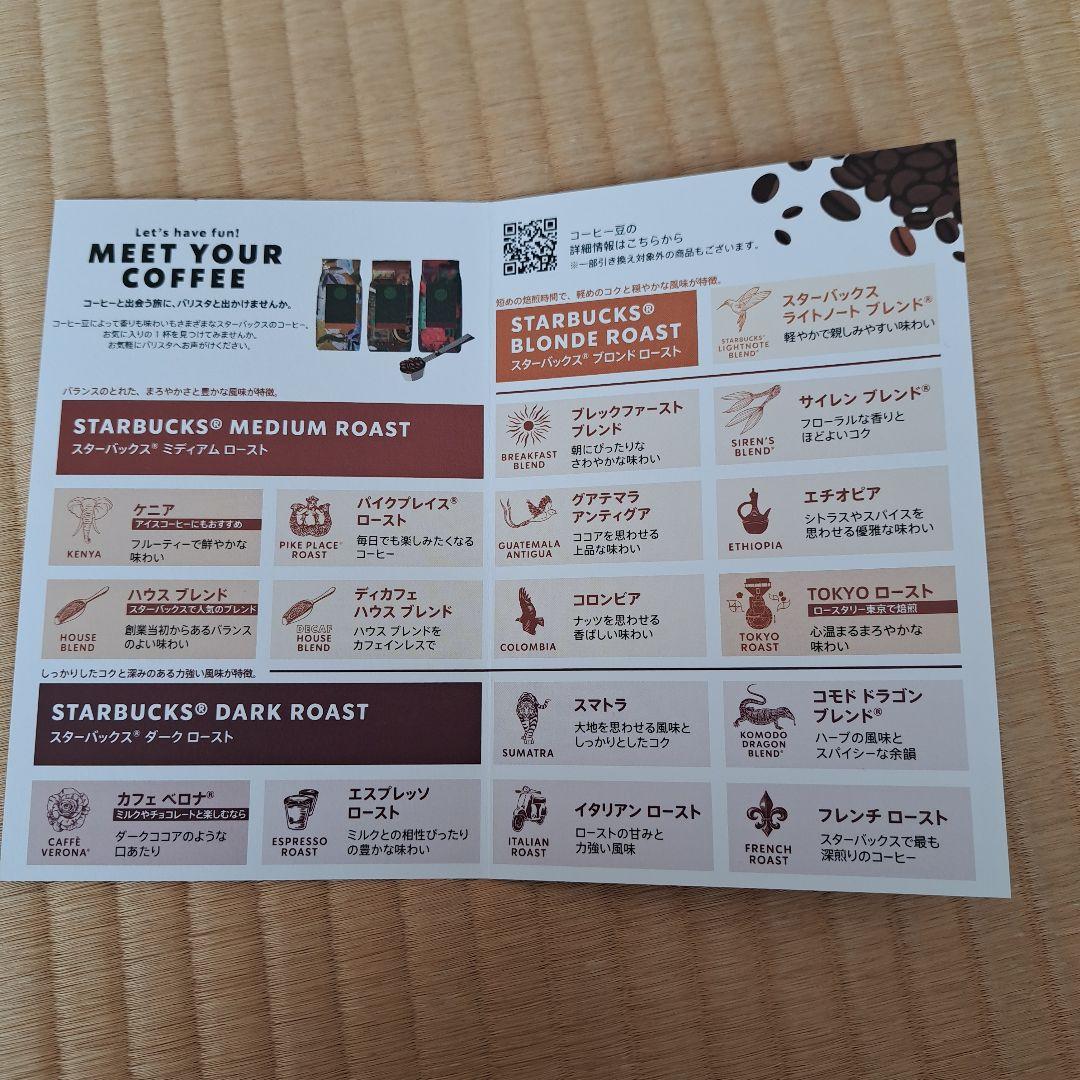 Let's have fun!
MEET YOUR
COFFEE
コーヒーと出会う旅に、バリスタと出かけませんか。
コーヒー豆によって香りも味わいもさまざまなスターバックスのコーヒー、
お気に入りの1杯を見つけてみませんか。
お気軽にバリスタへお声がけください。
コーヒー豆の
詳細情報はこちらから
※一部引き換え対象外の商品もございます。
短めの焙煎時間で、軽めのコクと穏やかな風味が特徴。
STARBUCKS®
BLONDE ROAST
スターバックス® ブロンド ロースト
STARBUCKS®
LIGHTNOTE
BLEND®
スターバックス
ライトノート ブレンド®
軽やかで親しみやすい味わい
バランスのとれた、まろやかさと豊かな風味が特徴。
STARBUCKS® MEDIUM ROAST
スターバックス® ミディアム ロースト
BREAKFAST
BLEND
ブレックファースト
ブレンド
朝にぴったりな
さわやかな味わい
SIREN'S
BLEND®
サイレン ブレンド®
フローラルな香りと
ほどよいコク
KENYA
ケニア
アイスコーヒーにもおすすめ
フルーティーで鮮やかな
味わい
PIKE PLACE®
ROAST
パイクプレイス®
ロースト
毎日でも楽しみたくなる
コーヒー
GUATEMALA
ANTIGUA
グアテマラ
アンティグア
ココアを思わせる
上品な味わい
ETHIOPIA
エチオピア
シトラスやスパイスを
思わせる優雅な味わい
HOUSE
BLEND
ハウス ブレンド
スターバックスで人気のブレンド
創業当初からあるバランス
のよい味わい
DECAF
HOUSE
BLEND
ディカフェ
ハウス ブレンド
ハウス ブレンドを
カフェインレスで
COLOMBIA
コロンビア
ナッツを思わせる
香ばしい味わい
TOKYO
ROAST
TOKYO ロースト
ロースタリー東京で焙煎
心温まるまろやかな
味わい
しっかりしたコクと深みのある力強い風味が特徴。
STARBUCKS® DARK ROAST
スターバックス® ダーク ロースト
SUMATRA
スマトラ
大地を思わせる風味と
しっかりとしたコク
KOMODO
DRAGON
BLEND®
コモド ドラゴン
ブレンド®
ハーブの風味と
スパイシーな余韻
CAFFÈ
VERONA®
カフェ ベロナ®
ミルクやチョコレートと楽しむなら
ダークココアのような
口あたり
ESPRESSO
ROAST
エスプレッソ
ロースト
ミルクとの相性ぴったり
の豊かな味わい
ITALIAN
ROAST
イタリアン ロースト
ローストの甘みと
力強い風味
FRENCH
ROAST
フレンチ ロースト
スターバックスで最も
深煎りのコーヒー